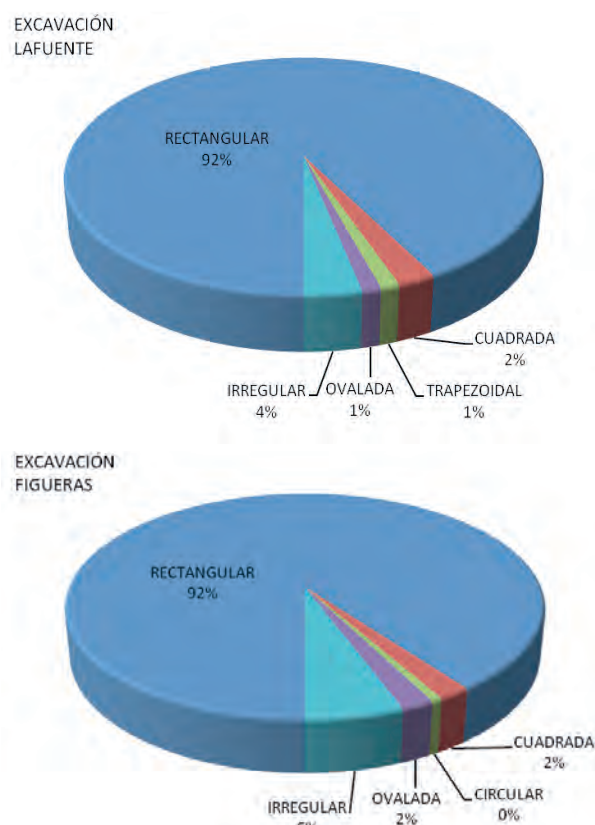 EXCAVACIÓN
LAFUENTE
RECTANGULAR
92%
CUADRADA
2%
IRREGULAR
4%
OVALADA
1%
TRAPEZOIDAL
1%
EXCAVACIÓN
FIGUERAS
RECTANGULAR
92%
CUADRADA
2%
IRREGULAR
OVALADA
2%
CIRCULAR
0%